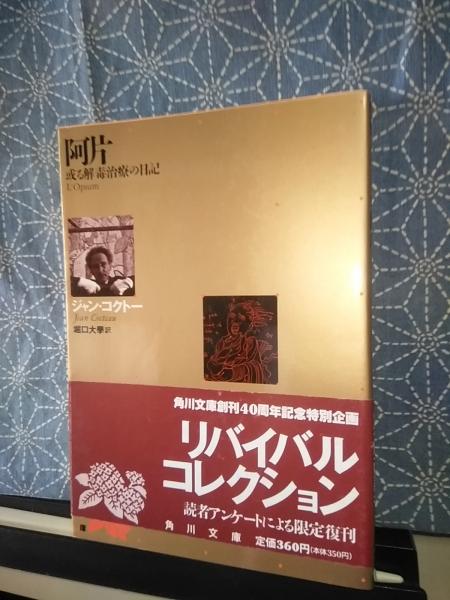 阿片
或る解毒治療の日記
L'Opium
ジャン・コクトー
Jean Cocteau
堀口大學訳
角川文庫創刊40周年記念特別企画
リバイバル
コレクション
読者アンケートによる限定復刊
角川文庫 定価360円(本体350円)